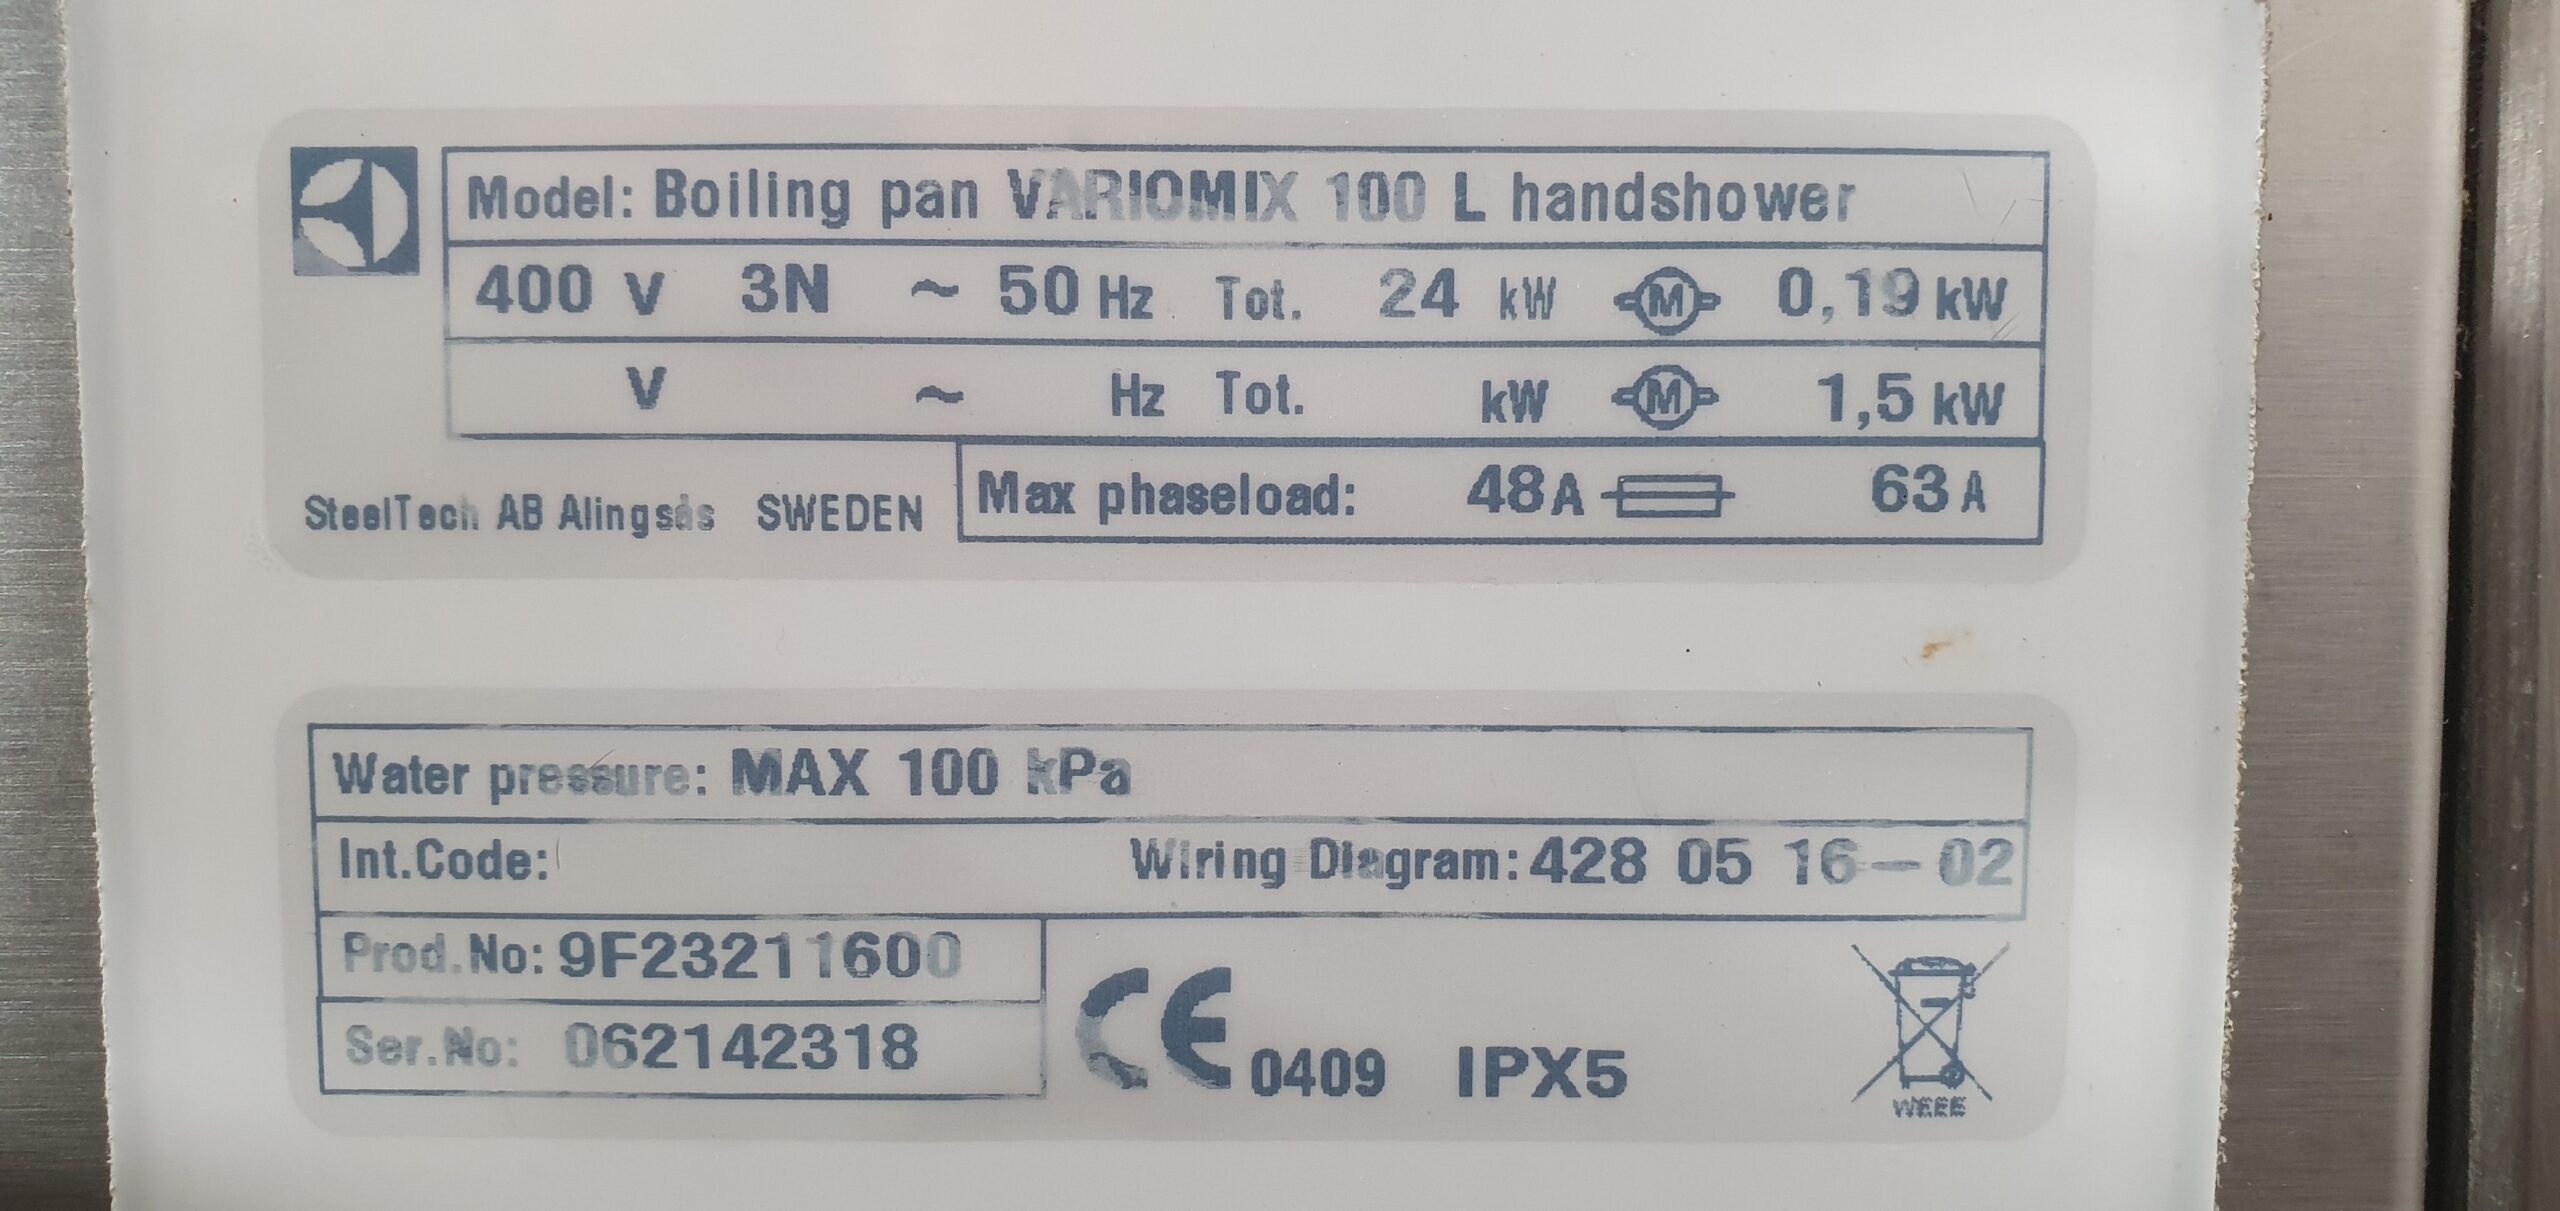 Model: Boiling pan VARIOMIX 100 L handshower
400 V 3N ~ 50 Hz Tot. 24 kW M 0,19 kW
V ~ Hz Tot. kW M 1,5 kW
Max phaseload: 48A 63 A
SteelTech AB Alingsås SWEDEN
Water pressure: MAX 100 kPa
Int.Code: Wiring Diagram: 428 05 16-02
Prod.No: 9F23211600
Ser.No: 062142318
CE 0409 IPX5
WEEE